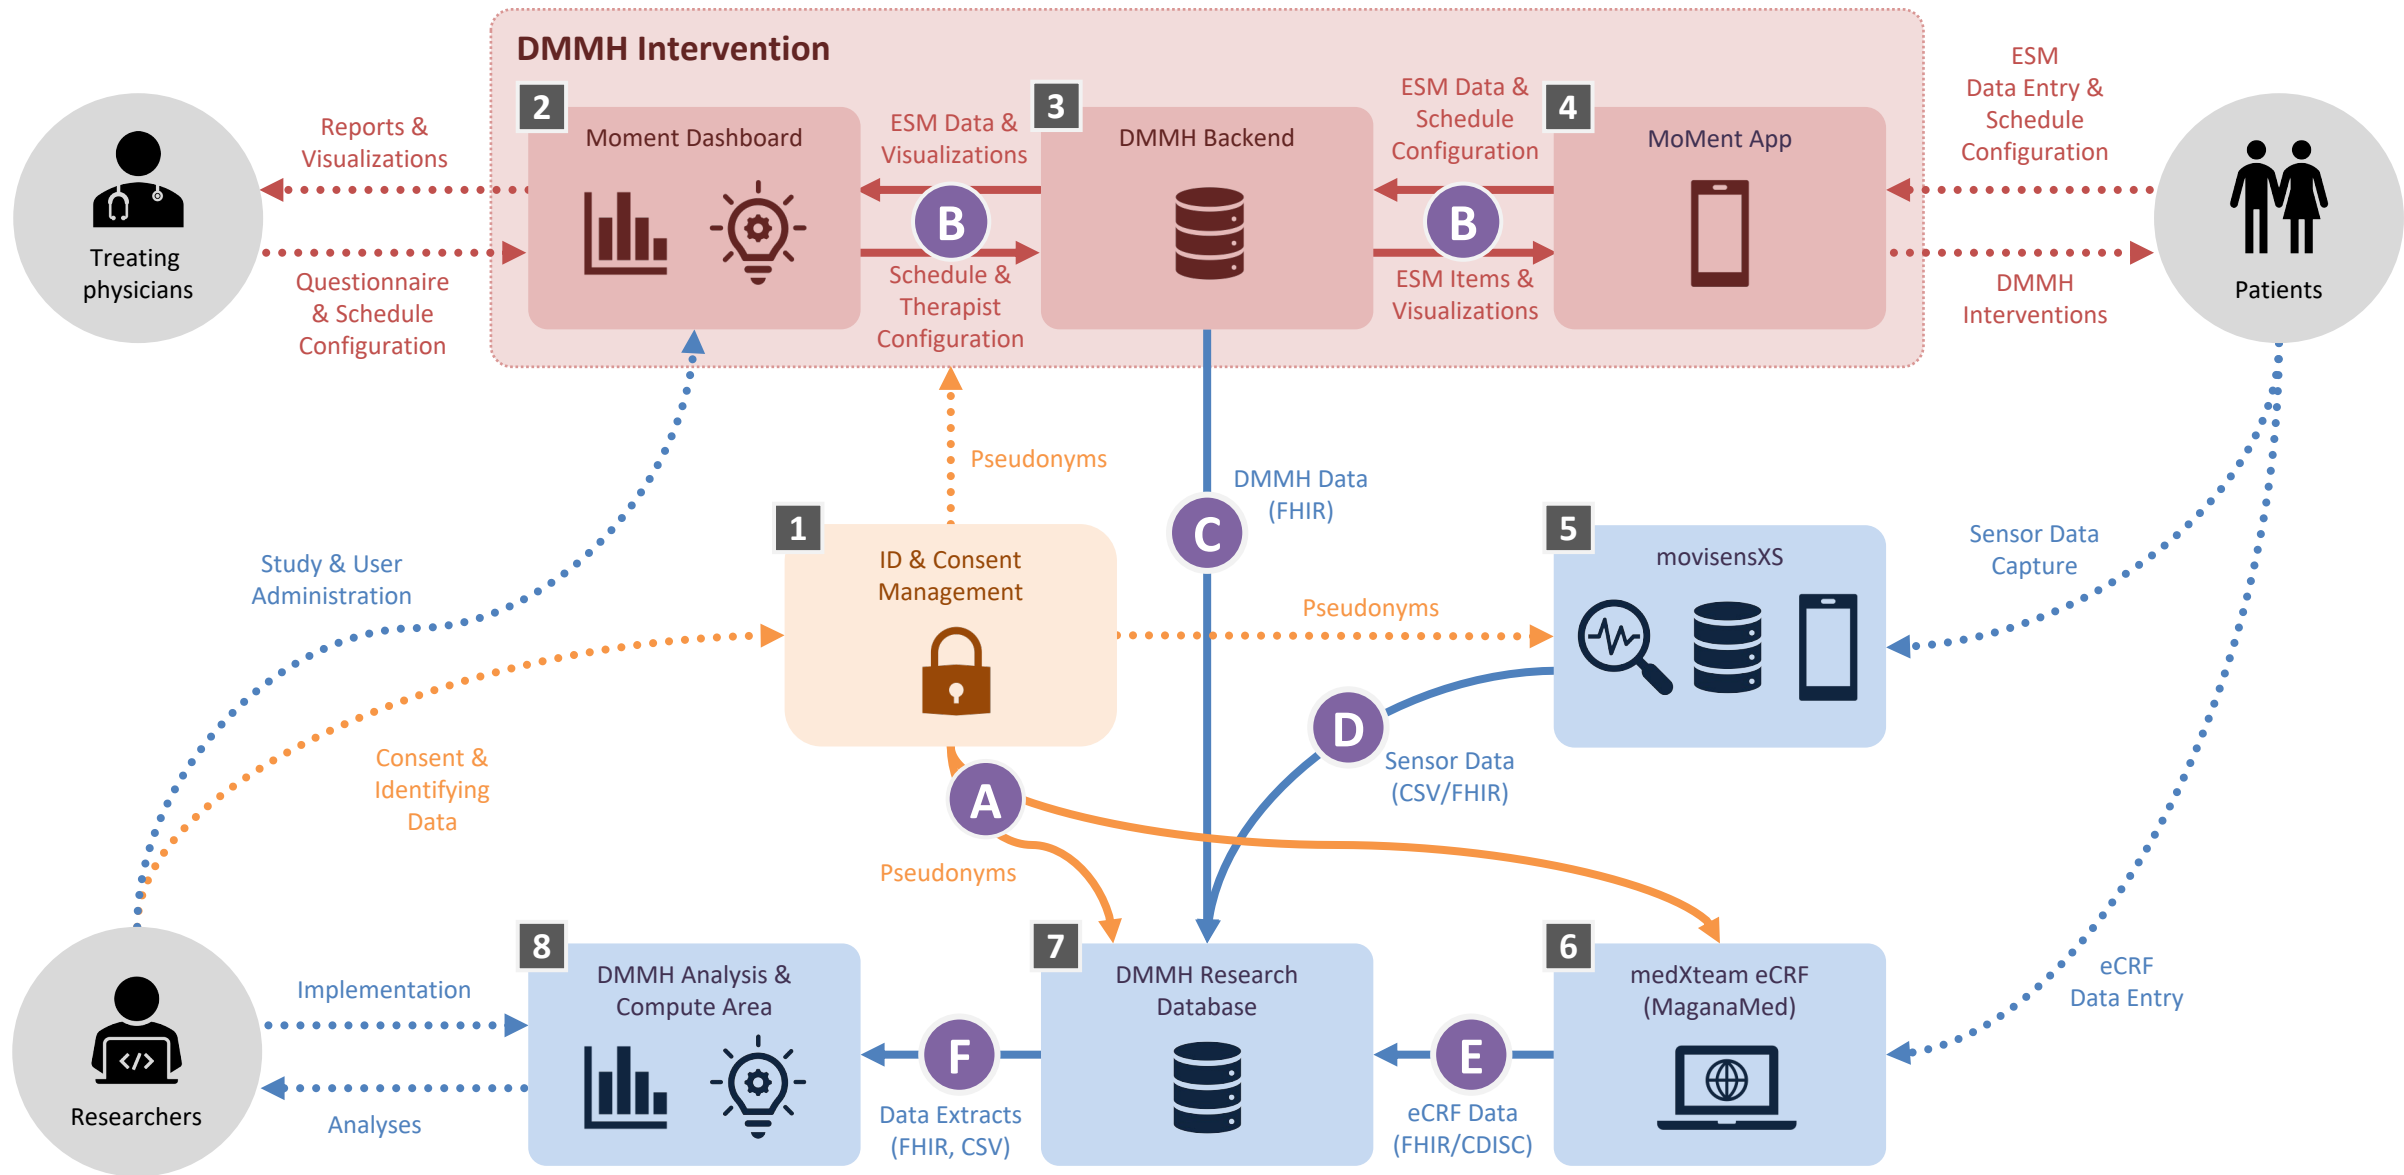 DMMH Intervention
2
Moment Dashboard
3
DMMH Backend
4
MoMent App
Reports &
Visualizations
Treating
physicians
Questionnaire
& Schedule
Configuration
ESM Data &
Visualizations
B
Schedule &
Therapist
Configuration
ESM Data &
Schedule
Configuration
B
ESM Items &
Visualizations
ESM
Data Entry &
Schedule
Configuration
Patients
DMMH
Interventions
Pseudonyms
DMMH Data
(FHIR)
C
1
ID & Consent
Management
Pseudonyms
5
movisensXS
Sensor Data
Capture
Study & User
Administration
Consent &
Identifying
Data
A
Pseudonyms
D
Sensor Data
(CSV/FHIR)
eCRF
Data Entry
Researchers
</>
Implementation
Analyses
8
DMMH Analysis &
Compute Area
F
Data Extracts
(FHIR, CSV)
7
DMMH Research
Database
E
eCRF Data
(FHIR/CDISC)
6
medXteam eCRF
(MaganaMed)